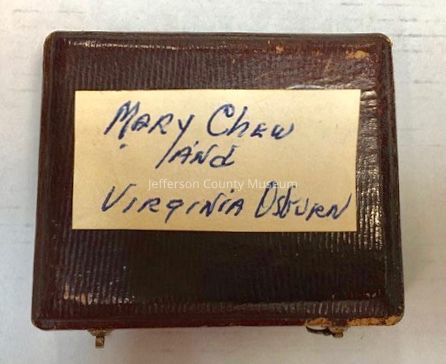 Mary Chew
and
Jefferson County Museum
Virginia Osburn